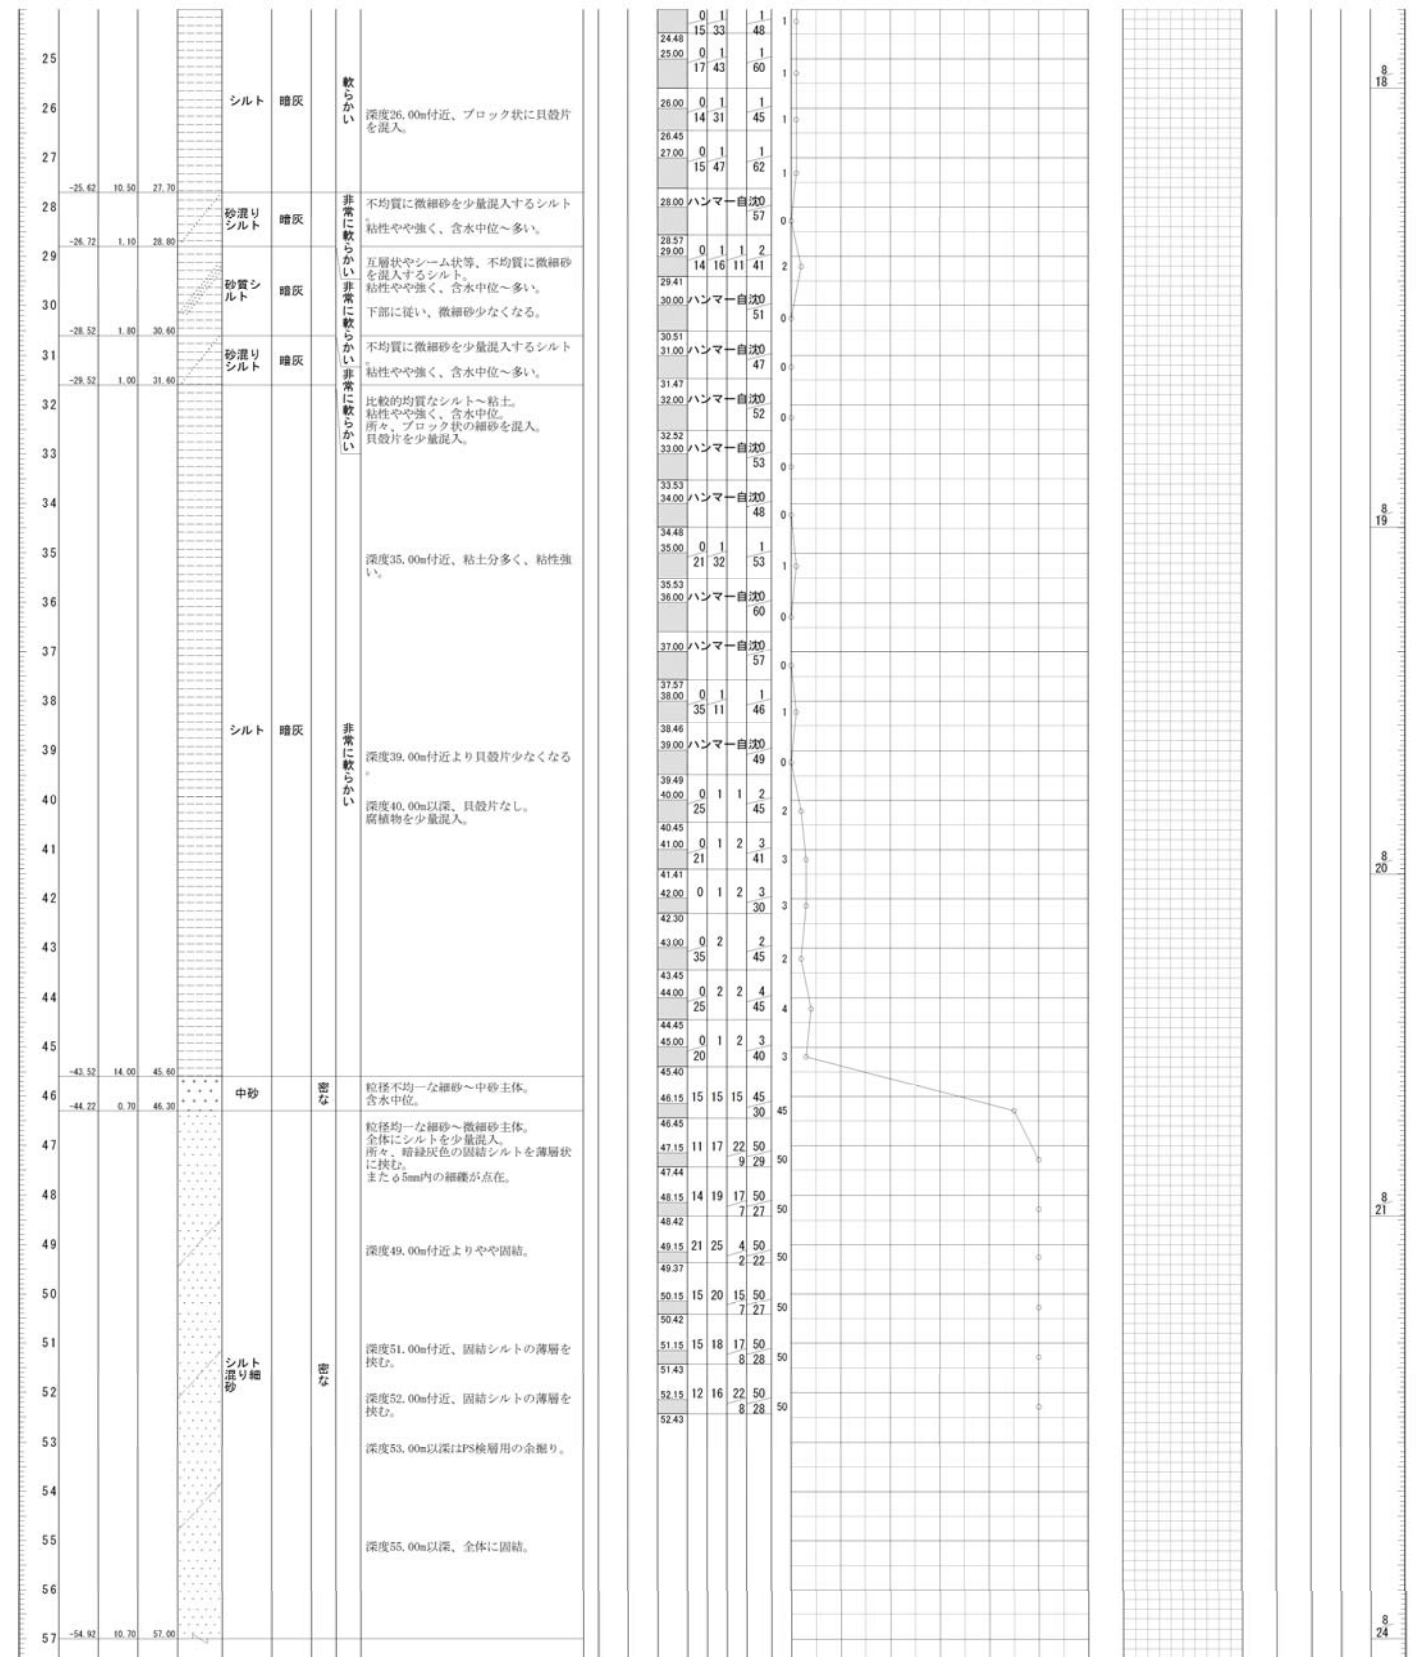 25
26
27
28
29
30
31
32
33
34
35
36
37
38
39
40
41
42
43
44
45
46
47
48
49
50
51
52
53
54
55
56
57
-25.62 10.50 27.70
-26.72 1.10 28.80
-28.52 1.80 30.60
-29.52 1.00 31.60
-43.52 14.00 45.60
-44.22 0.70 46.30
-54.92 10.70 57.00
シルト 暗灰 軟らかい
深度26.00m付近、ブロック状に貝殻片
を混入。
砂混り
シルト 暗灰 非常に軟らかい
不均質に微細砂を少量混入するシルト
。
粘性やや強く、含水中位～多い。
砂質シ
ルト 暗灰 非常に軟らかい
互層状やシーム状等、不均質に微細砂
を混入するシルト。
粘性やや強く、含水中位～多い。
下部に従い、微細砂少なくなる。
砂混り
シルト 暗灰 非常に軟らかい
不均質に微細砂を少量混入するシルト
。
粘性やや強く、含水中位～多い。
比較的均質なシルト～粘土。
粘性やや強く、含水中位。
所々、ブロック状の細砂を混入。
貝殻片を少量混入。
深度35.00m付近、粘土分多く、粘性強
い。
シルト 暗灰 非常に軟らかい
深度39.00m付近より貝殻片少なくなる
。
深度40.00m以深、貝殻片なし。
腐植物を少量混入。
中砂 密な
粒径不均一な細砂～中砂主体。
含水中位。
粒径均一な細砂～微細砂主体。
全体にシルトを少量混入。
所々、暗緑灰色の固結シルトを薄層状
に挟む。
またφ5mm内の細礫が点在。
深度49.00m付近よりやや固結。
シルト
混り細
砂 密な
深度51.00m付近、固結シルトの薄層を
挟む。
深度52.00m付近、固結シルトの薄層を
挟む。
深度53.00m以深はPS検層用の余掘り。
深度55.00m以深、全体に固結。
0 1 1 1
15 33 48
24.48
25.00 0 1 1
17 43 60 1
26.00 0 1 1
14 31 45 1
26.45
27.00 0 1 1
15 47 62 1
28.00 ハンマー自沈 0
57 0
28.57
29.00 0 1 1 2
14 16 11 41 2
29.41
30.00 ハンマー自沈 0
51 0
30.51
31.00 ハンマー自沈 0
47 0
31.47
32.00 ハンマー自沈 0
52 0
32.52
33.00 ハンマー自沈 0
53 0
33.53
34.00 ハンマー自沈 0
48 0
34.48
35.00 0 1 1
21 32 53 1
35.53
36.00 ハンマー自沈 0
60 0
37.00 ハンマー自沈 0
57 0
37.57
38.00 0 1 1
35 11 46 1
38.46
39.00 ハンマー自沈 0
49 0
39.49
40.00 0 1 1 2
25 45 2
40.45
41.00 0 1 2 3
21 41 3
41.41
42.00 0 1 2 3
30 3
42.30
43.00 0 2 2
35 45 2
43.45
44.00 0 2 2 4
25 45 4
44.45
45.00 0 1 2 3
20 40 3
45.40
46.15 15 15 15 45
30 45
46.45
47.15 11 17 22 50
9 29 50
47.44
48.15 14 19 17 50
7 27 50
48.42
49.15 21 25 4 50
2 22 50
49.37
50.15 15 20 15 50
7 27 50
50.42
51.15 15 18 17 50
8 28 50
51.43
52.15 12 16 22 50
8 28 50
52.43
8
18
8
19
8
20
8
21
8
24